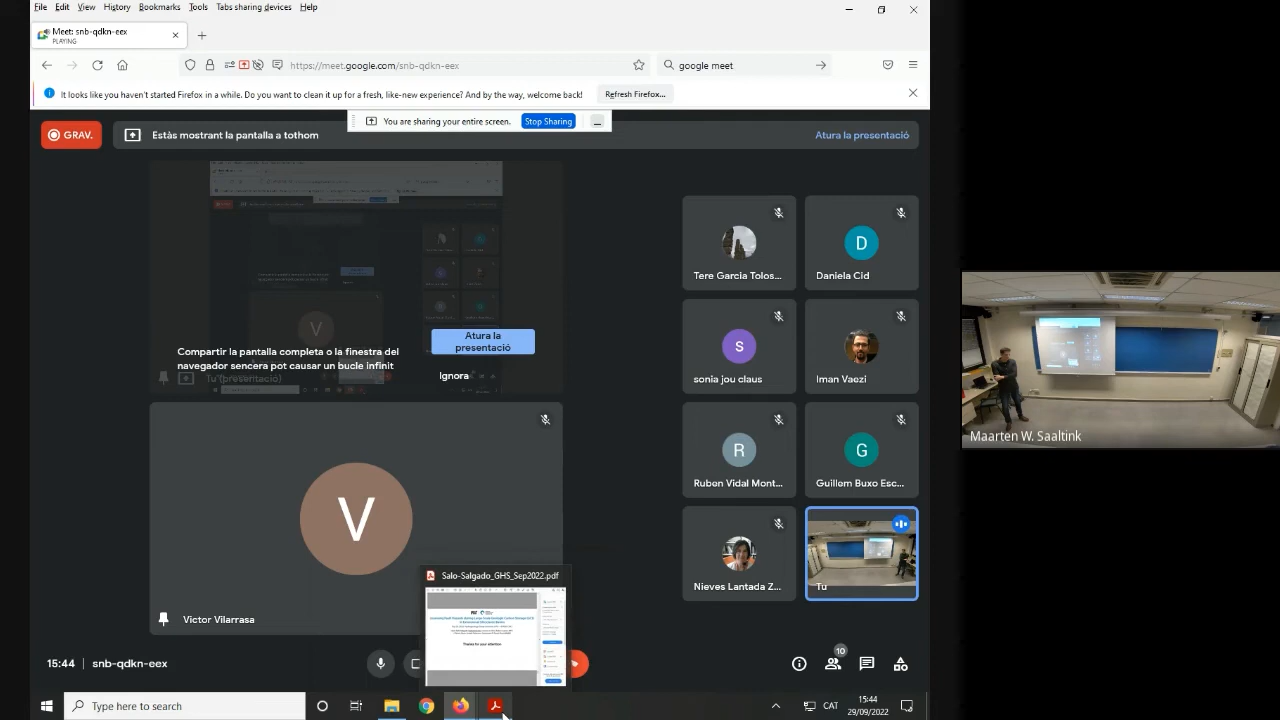 File Edit View History Bookmarks Tools Tabs sharing devices Help
Meet: snb-qdkn-eex
PLAYING
https://meet.google.com/snb-qdkn-eex
google meet
It looks like you haven't started Firefox in a while. Do you want to clean it up for a fresh, like-new experience? And by the way, welcome back!
Refresh Firefox...
You are sharing your entire screen.
Stop Sharing
GRAV.
Estàs mostrant la pantalla a tothom
Atura la presentació
Compartir la pantalla completa o la finestra del
navegador sencera pot causar un bucle infinit
Atura la
presentació
Ignora
Tu (presentació)
V
Tere Garcia Tolos...
D
Daniela Cid
S
sonia jou claus
Iman Vaezi
R
Ruben Vidal Mont...
G
Guillem Buxo Esc...
Nieves Lantada Z...
Tu
V
Victor Vilarrasa
Maarten W. Saaltink
Salo-Salgado_GHS_Sep2022.pdf
Thanks for your attention
15:44 | snb-qdkn-eex
10
Type here to search
CAT
15:44
29/09/2022